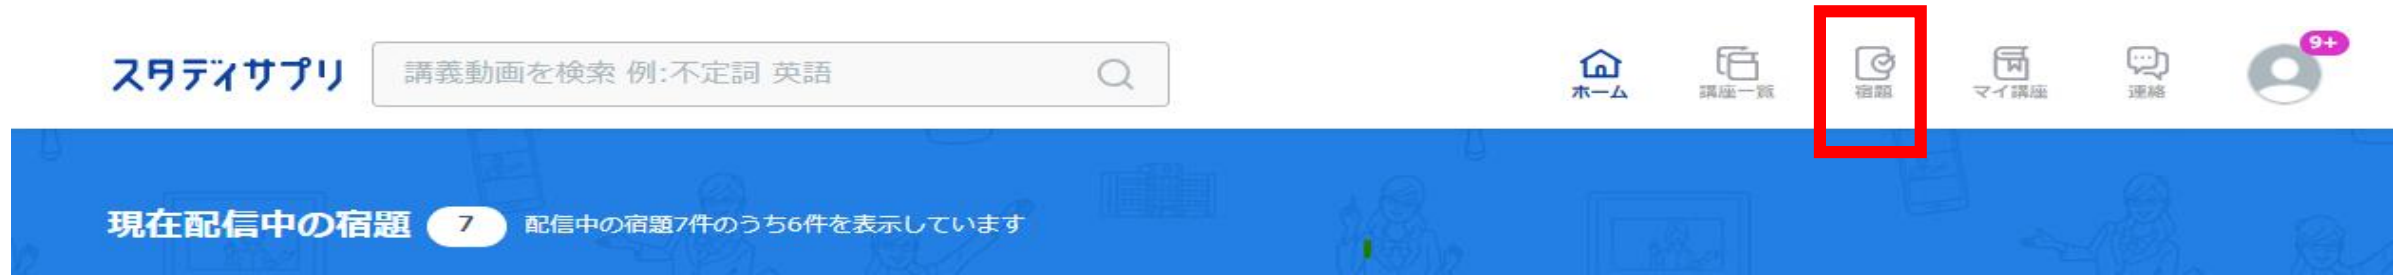 スタディサプリ
講義動画を検索 例:不定詞 英語
ホーム
講座一覧
宿題
マイ講座
連絡
9+
現在配信中の宿題 7 配信中の宿題7件のうち6件を表示しています